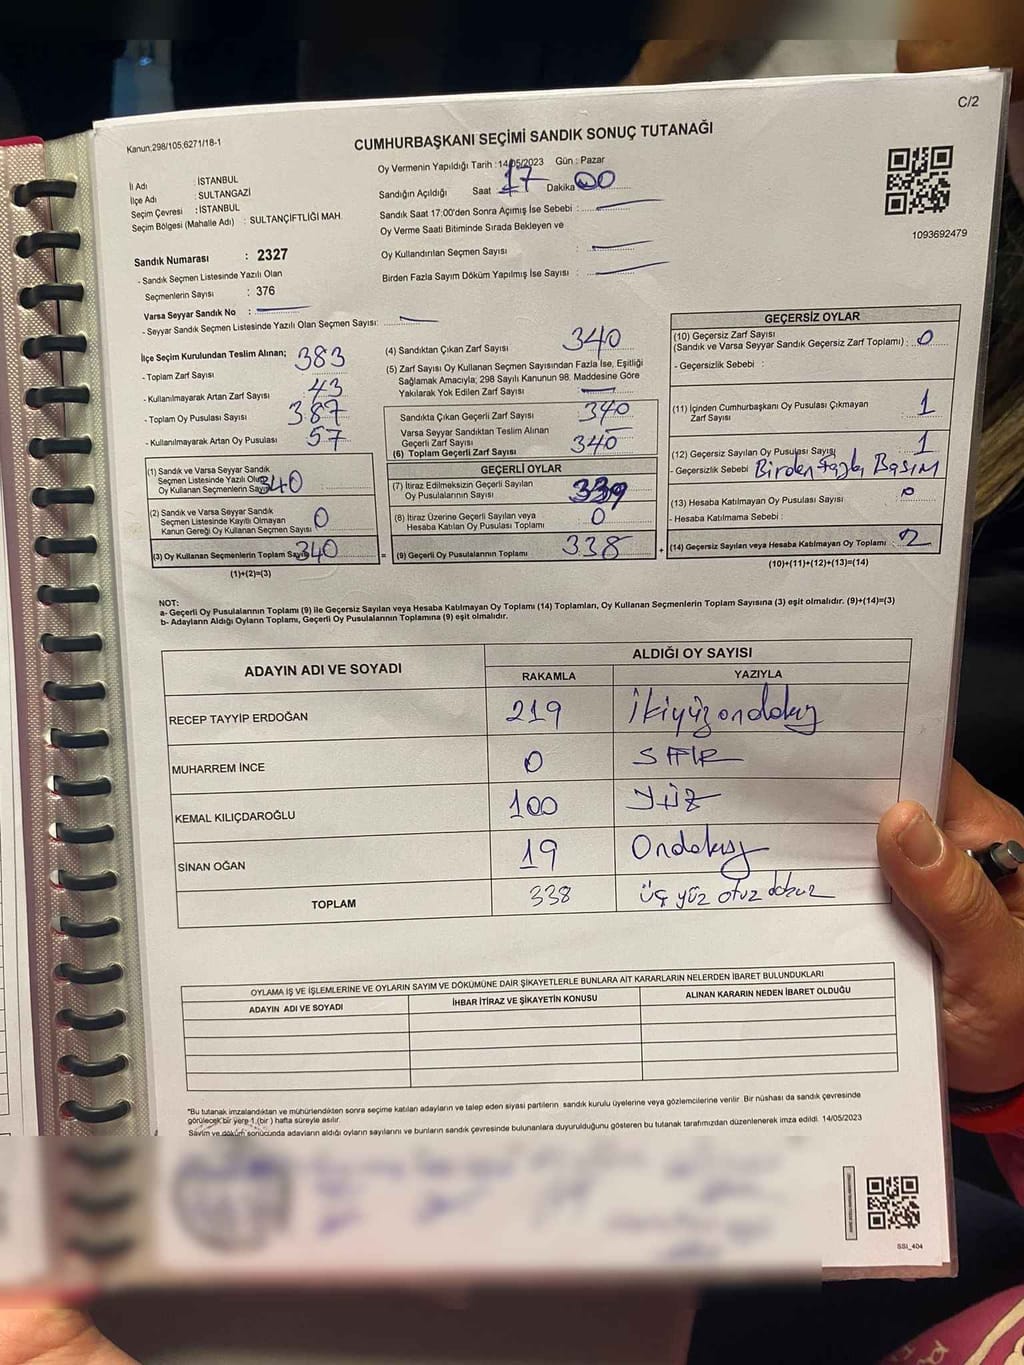 C/2
Kanun:298/105,6271/18-1
CUMHURBAŞKANI SEÇİMİ SANDIK SONUÇ TUTANAĞI
İl Adı : İSTANBUL
İlçe Adı : SULTANGAZİ
Seçim Çevresi : İSTANBUL
Seçim Bölgesi (Mahalle Adı) : SULTANÇİFTLİĞİ MAH.
Oy Vermenin Yapıldığı Tarih : 14/05/2023 Gün : Pazar
Sandığın Açıldığı Saat 17 Dakika 00
Sandık Saat 17:00'den Sonra Açımış İse Sebebi :
Oy Verme Saati Bitiminde Sırada Bekleyen ve
Oy Kullandırılan Seçmen Sayısı :
Birden Fazla Sayım Döküm Yapılmış İse Sayısı :
1093692479
Sandık Numarası : 2327
- Sandık Seçmen Listesinde Yazılı Olan
Seçmenlerin Sayısı : 376
Varsa Seyyar Sandık No :
- Seyyar Sandık Seçmen Listesinde Yazılı Olan Seçmen Sayısı:
İlçe Seçim Kurulundan Teslim Alınan;
- Toplam Zarf Sayısı 383
- Kullanılmayarak Artan Zarf Sayısı 43
- Toplam Oy Pusulası Sayısı 387
- Kullanılmayarak Artan Oy Pusulası 57
(1) Sandık ve Varsa Seyyar Sandık
Seçmen Listesinde Yazılı Olup
Oy Kullanan Seçmenlerin Sayısı 340
(2) Sandık ve Varsa Seyyar Sandık
Seçmen Listesinde Kayıtlı Olmayan
Kanun Gereği Oy Kullanan Seçmen Sayısı 0
(3) Oy Kullanan Seçmenlerin Toplam Sayısı 340
(1)+(2)=(3)
(4) Sandıktan Çıkan Zarf Sayısı 340
(5) Zarf Sayısı Oy Kullanan Seçmen Sayısından Fazla İse, Eşitliği
Sağlamak Amacıyla; 298 Sayılı Kanunun 98. Maddesine Göre
Yakılarak Yok Edilen Zarf Sayısı
Sandıkta Çıkan Geçerli Zarf Sayısı 340
Varsa Seyyar Sandıktan Teslim Alınan
Geçerli Zarf Sayısı
(6) Toplam Geçerli Zarf Sayısı 340
GEÇERLİ OYLAR
(7) İtiraz Edilmeksizin Geçerli Sayılan
Oy Pusulalarının Sayısı 339
(8) İtiraz Üzerine Geçerli Sayılan veya
Hesaba Katılan Oy Pusulası Toplamı 0
= (9) Geçerli Oy Pusulalarının Toplamı 338
GEÇERSİZ OYLAR
(10) Geçersiz Zarf Sayısı
(Sandık ve Varsa Seyyar Sandık Geçersiz Zarf Toplamı) : 0
- Geçersizlik Sebebi :
(11) İçinden Cumhurbaşkanı Oy Pusulası Çıkmayan
Zarf Sayısı : 1
(12) Geçersiz Sayılan Oy Pusulası Sayısı 1
- Geçersizlik Sebebi Birden fazla Basım
(13) Hesaba Katılmayan Oy Pusulası Sayısı 0
- Hesaba Katılmama Sebebi :
+ (14) Geçersiz Sayılan veya Hesaba Katılmayan Oy Toplamı : 2
(10)+(11)+(12)+(13)=(14)
NOT:
a- Geçerli Oy Pusulalarının Toplamı (9) ile Geçersiz Sayılan veya Hesaba Katılmayan Oy Toplamı (14) Toplamları, Oy Kullanan Seçmenlerin Toplam Sayısına (3) eşit olmalıdır. (9)+(14)=(3)
b- Adayların Aldığı Oyların Toplamı, Geçerli Oy Pusulalarının Toplamına (9) eşit olmalıdır.
ADAYIN ADI VE SOYADI
ALDIĞI OY SAYISI
RAKAMLA YAZIYLA
RECEP TAYYİP ERDOĞAN 219 İkiyüzondokuz
MUHARREM İNCE 0 SIFIR
KEMAL KILIÇDAROĞLU 100 YÜZ
SİNAN OĞAN 19 Ondokuz
TOPLAM 338 üç yüz otuz dokuz
OYLAMA İŞ VE İŞLEMLERİNE VE OYLARIN SAYIM VE DÖKÜMÜNE DAİR ŞİKAYETLERLE BUNLARA AİT KARARLARIN NELERDEN İBARET BULUNDUKLARI
ADAYIN ADI VE SOYADI İHBAR İTİRAZ VE ŞİKAYETİN KONUSU ALINAN KARARIN NEDEN İBARET OLDUĞU
*Bu tutanak imzalandıktan ve mühürlendikten sonra seçime katılan adayların ve talep eden siyasi partilerin sandık kurulu üyelerine veya gözlemcilerine verilir. Bir nüshası da sandık çevresinde
görülecek bir yere 1 (bir) hafta süreyle asılır.
Sayım ve döküm sonucunda adayların aldığı oyların sayılarını ve bunların sandık çevresinde bulunanlara duyurulduğunu gösteren bu tutanak tarafımızdan düzenlenerek imza edildi. 14/05/2023
SSI_404